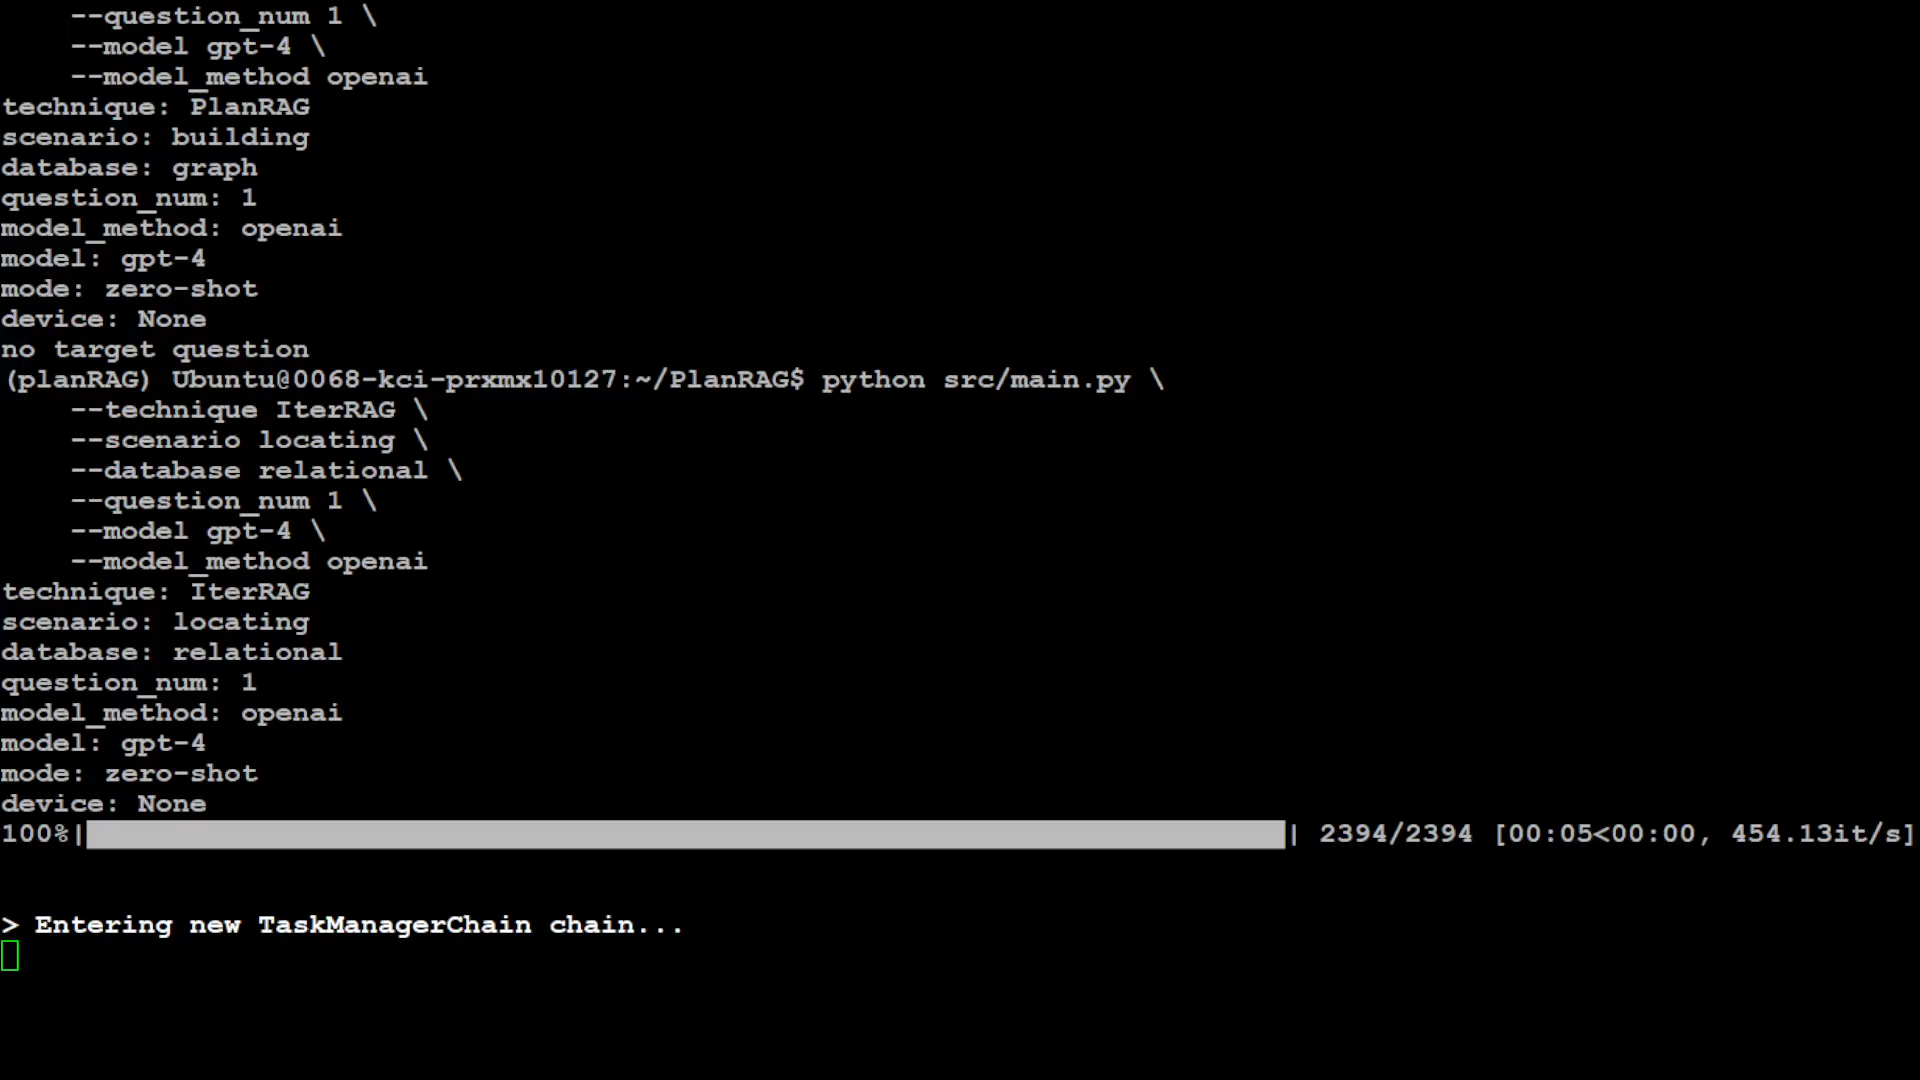 --question_num 1 \
--model gpt-4 \
--model_method openai
technique: PlanRAG
scenario: building
database: graph
question_num: 1
model_method: openai
model: gpt-4
mode: zero-shot
device: None
no target question
(planRAG) Ubuntu@0068-kci-prxmx10127:~/PlanRAG$ python src/main.py \
--technique IterRAG \
--scenario locating \
--database relational \
--question_num 1 \
--model gpt-4 \
--model_method openai
technique: IterRAG
scenario: locating
database: relational
question_num: 1
model_method: openai
model: gpt-4
mode: zero-shot
device: None
100%| | 2394/2394 [00:05<00:00, 454.13it/s]
> Entering new TaskManagerChain chain...